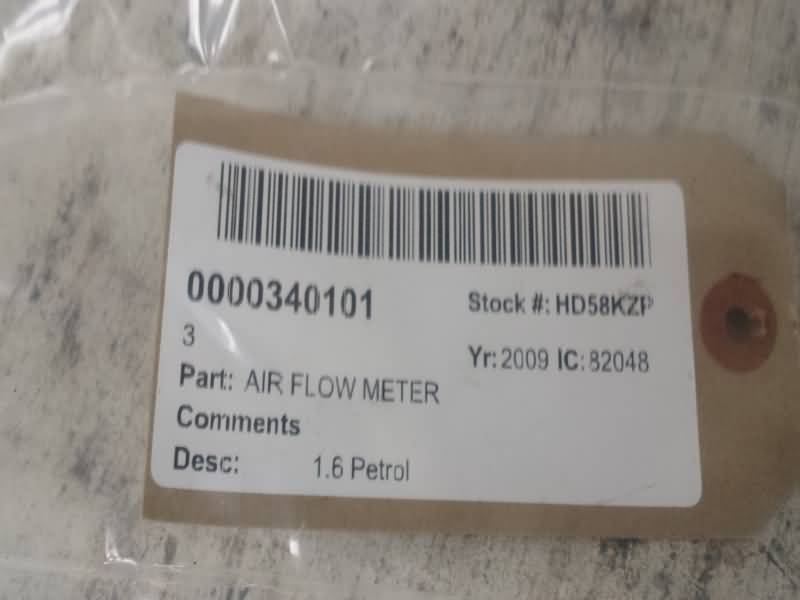 0000340101
Stock #: HD58KZP
3
Yr: 2009 IC: 82048
Part: AIR FLOW METER
Comments
Desc: 1.6 Petrol